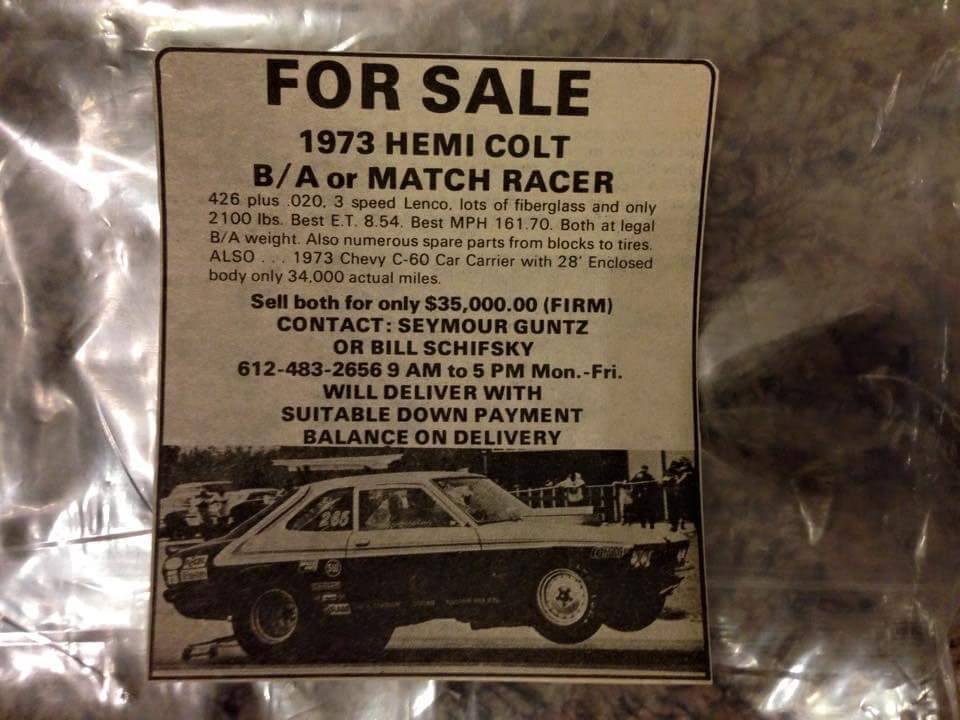 FOR SALE
1973 HEMI COLT
B/A or MATCH RACER
426 plus .020, 3 speed Lenco, lots of fiberglass and only
2100 lbs. Best E.T. 8.54. Best MPH 161.70. Both at legal
B/A weight. Also numerous spare parts from blocks to tires.
ALSO . . . 1973 Chevy C-60 Car Carrier with 28' Enclosed
body only 34,000 actual miles.
Sell both for only $35,000.00 (FIRM)
CONTACT: SEYMOUR GUNTZ
OR BILL SCHIFSKY
612-483-2656 9 AM to 5 PM Mon.-Fri.
WILL DELIVER WITH
SUITABLE DOWN PAYMENT
BALANCE ON DELIVERY